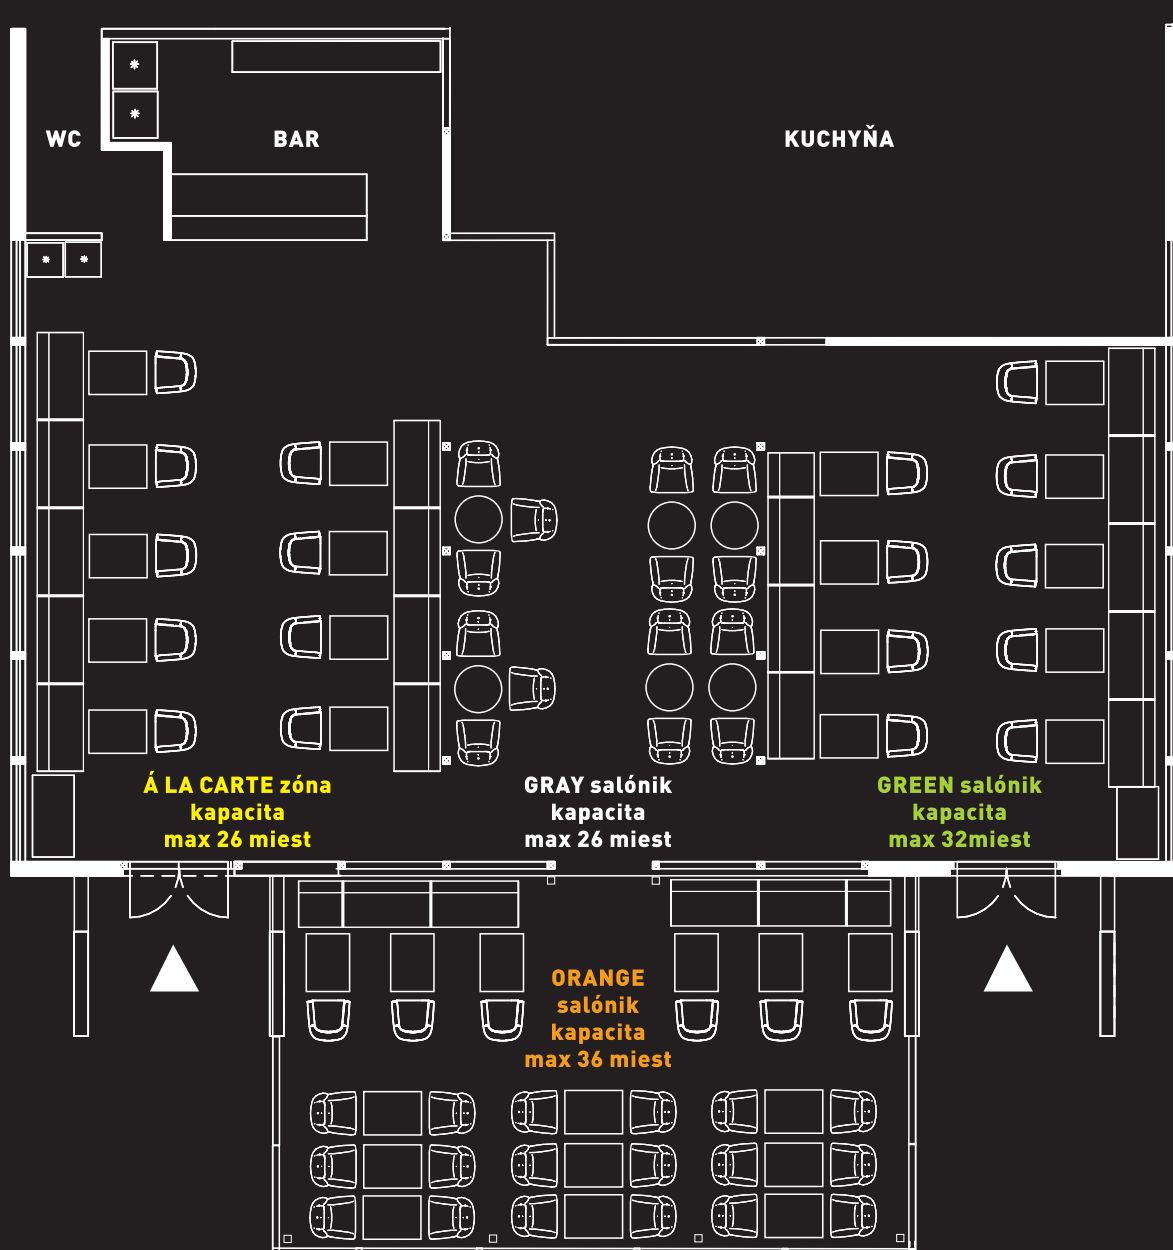 WC
BAR
KUCHYŇA
Á LA CARTE zóna
kapacita
max 26 miest
GRAY salónik
kapacita
max 26 miest
GREEN salónik
kapacita
max 32miest
ORANGE
salónik
kapacita
max 36 miest